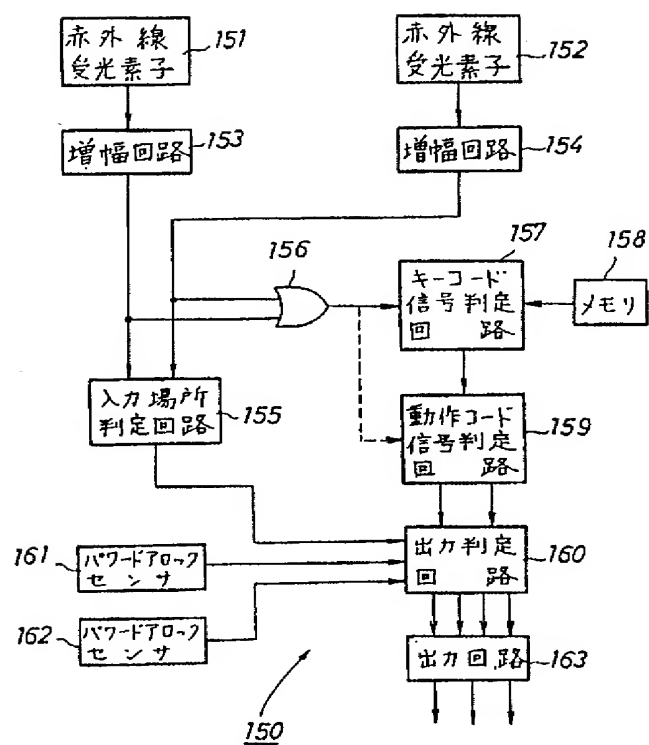 赤外線
受光素子
151
赤外線
受光素子
152
増幅回路
153
増幅回路
154
156
157
158
キーコード
信号判定
回路
メモリ
入力場所
判定回路
155
動作コード
信号判定
回路
159
161
パワードアロック
センサ
出力判定
回路
160
162
パワードアロック
センサ
出力回路
163
150